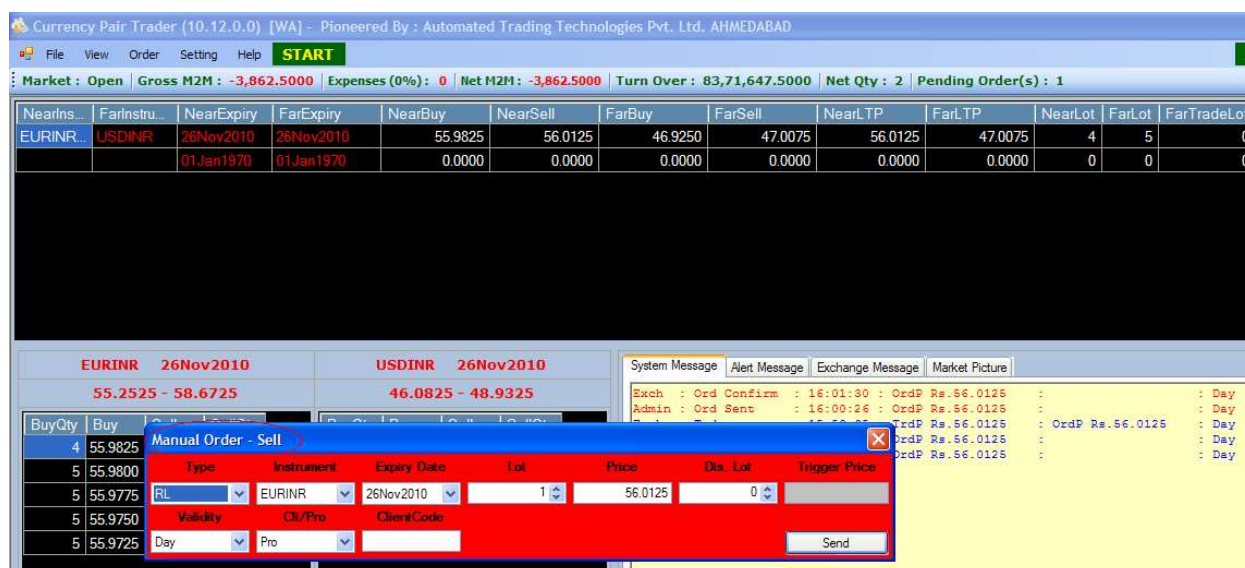 Currency Pair Trader (10.12.0.0) [WA] - Pioneered By : Automated Trading Technologies Pvt. Ltd. AHMEDABAD
File View Order Setting Help START
Market : Open | Gross M2M : -3,862.5000 | Expenses (0%) : 0 | Net M2M : -3,862.5000 | Turn Over : 83,71,647.5000 | Net Qty : 2 | Pending Order(s) : 1
NearIns... FarInstru... NearExpiry FarExpiry NearBuy NearSell FarBuy FarSell NearLTP FarLTP NearLot FarLot FarTradeLo
EURINR... USDINR 26Nov2010 26Nov2010 55.9825 56.0125 46.9250 47.0075 56.0125 47.0075 4 5 0
01Jan1970 01Jan1970 0.0000 0.0000 0.0000 0.0000 0.0000 0.0000 0 0 0
EURINR 26Nov2010 USDINR 26Nov2010
55.2525 - 58.6725 46.0825 - 48.9325
System Message Alert Message Exchange Message Market Picture
Exch : Ord Confirm : 16:01:30 : OrdP Rs.56.0125 : : Day
Admin : Ord Sent : 16:00:26 : OrdP Rs.56.0125 : : Day
TrdP Rs.56.0125 : OrdP Rs.56.0125 : Day
OrdP Rs.56.0125 : : Day
OrdP Rs.56.0125 : : Day
BuyQty Buy
4 55.9825
5 55.9800
5 55.9775
5 55.9750
5 55.9725
Manual Order - Sell
Type Instrument Expiry Date Lot Price Dis. Lot Trigger Price
RL EURINR 26Nov2010 1 56.0125 0
Validity Cli/Pro ClientCode
Day Pro Send